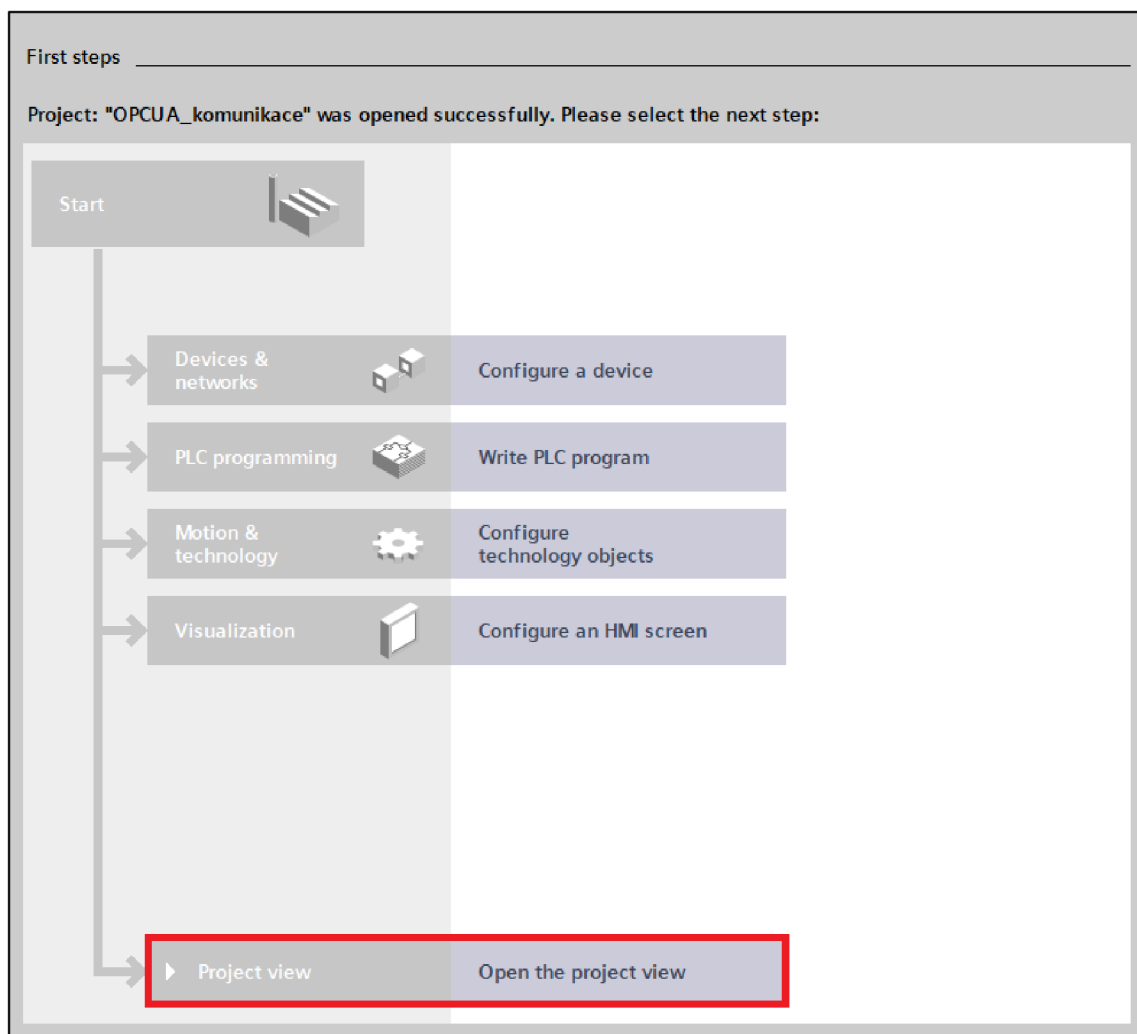 First steps
Project: "OPCUA_komunikace" was opened successfully. Please select the next step:
Start
Devices &
networks
Configure a device
PLC programming
Write PLC program
Motion &
technology
Configure
technology objects
Visualization
Configure an HMI screen
Project view
Open the project view